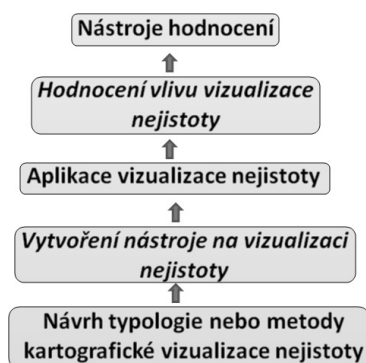 Nástroje hodnocení
Hodnocení vlivu vizualizace
nejistoty
Aplikace vizualizace nejistoty
Vytvoření nástroje na vizualizaci
nejistoty
Návrh typologie nebo metody
kartografické vizualizace nejistoty